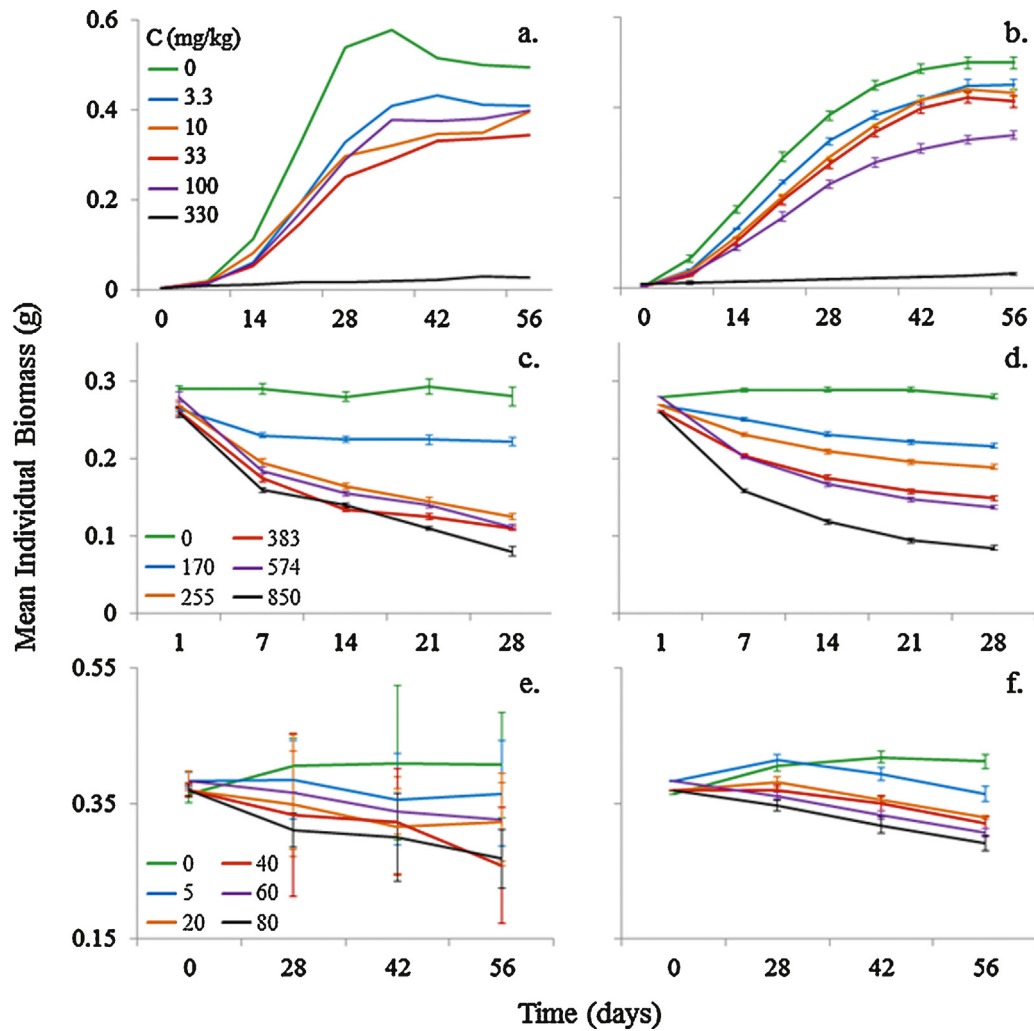 Mean Individual Biomass (g)
a.
C (mg/kg)
0
3.3
10
33
100
330
0.6
0.4
0.2
0
0 14 28 42 56
b.
0 14 28 42 56
c.
0.3
0.2
0.1
0
0 383
170 574
255 850
1 7 14 21 28
d.
1 7 14 21 28
e.
0.55
0.35
0.15
0 40
5 60
20 80
0 28 42 56
f.
0 28 42 56
Time (days)